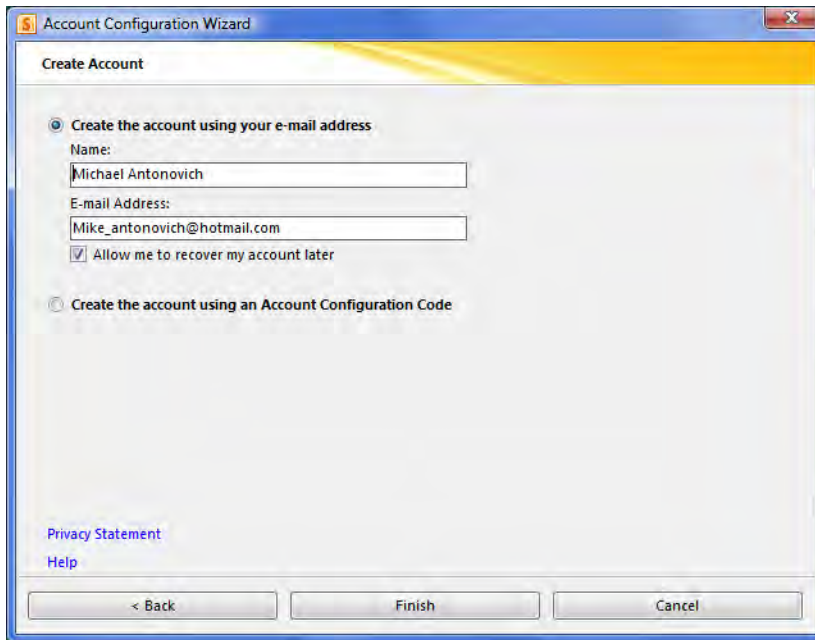 S Account Configuration Wizard
Create Account
Create the account using your e-mail address
Name:
Michael Antonovich
E-mail Address:
Mike_antonovich@hotmail.com
Allow me to recover my account later
Create the account using an Account Configuration Code
Privacy Statement
Help
< Back Finish Cancel